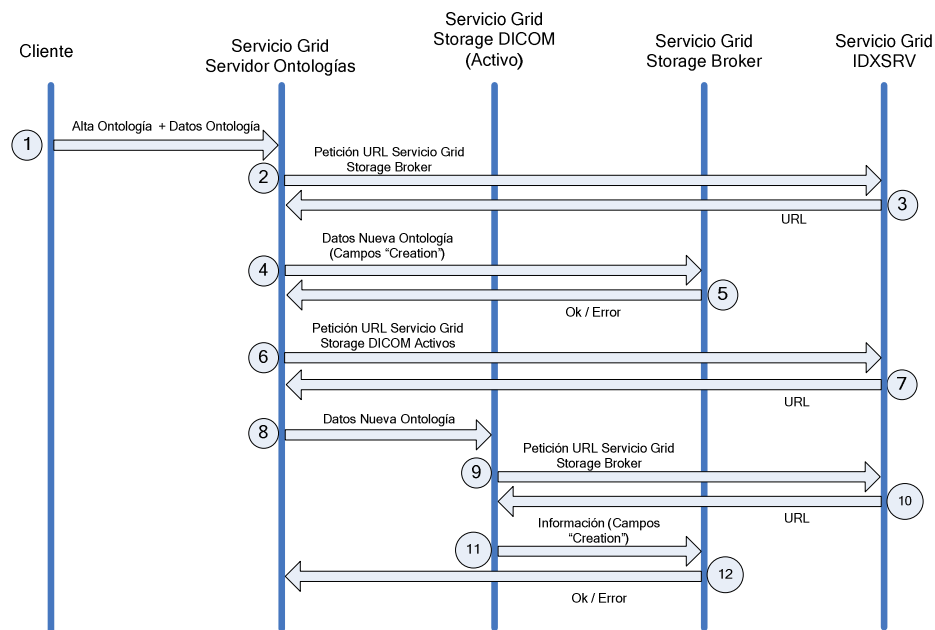 Cliente
Servicio Grid
Servidor Ontologías
Servicio Grid
Storage DICOM
(Activo)
Servicio Grid
Storage Broker
Servicio Grid
IDXSRV
1
Alta Ontología + Datos Ontología
2
Petición URL Servicio Grid
Storage Broker
3
URL
4
Datos Nueva Ontología
(Campos “Creation”)
5
Ok / Error
6
Petición URL Servicio Grid
Storage DICOM Activos
7
URL
8
Datos Nueva Ontología
9
Petición URL Servicio Grid
Storage Broker
10
URL
11
Información (Campos
“Creation”)
12
Ok / Error